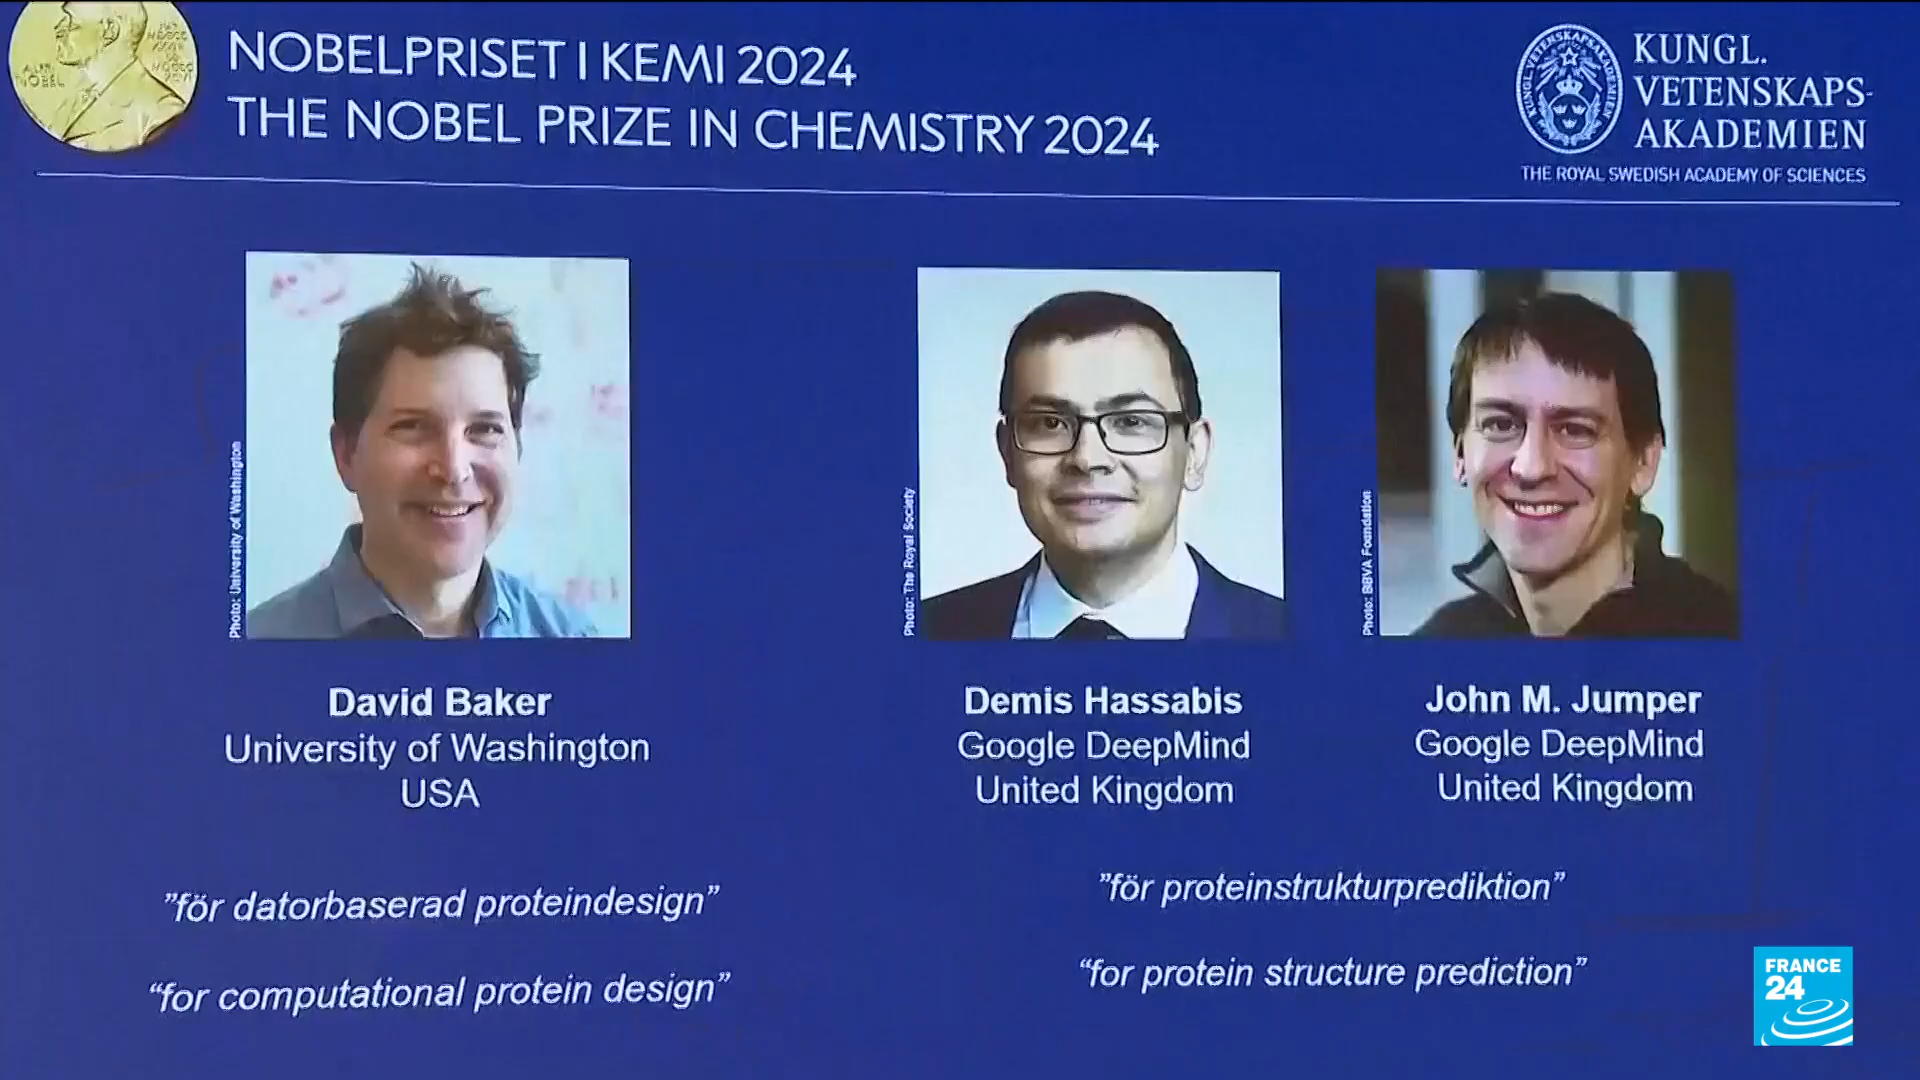 NOBELPRISET I KEMI 2024
THE NOBEL PRIZE IN CHEMISTRY 2024
KUNGL.
VETENSKAPS-
AKADEMIEN
THE ROYAL SWEDISH ACADEMY OF SCIENCES
KUNGL. VETENSKAPSAKADEMIEN
NOBEL
Photo: University of Washington
David Baker
University of Washington
USA
"för datorbaserad proteindesign"
"for computational protein design"
Photo: The Royal Society
Demis Hassabis
Google DeepMind
United Kingdom
Photo: BBVA Foundation
John M. Jumper
Google DeepMind
United Kingdom
"för proteinstrukturprediktion"
"for protein structure prediction"
FRANCE
24